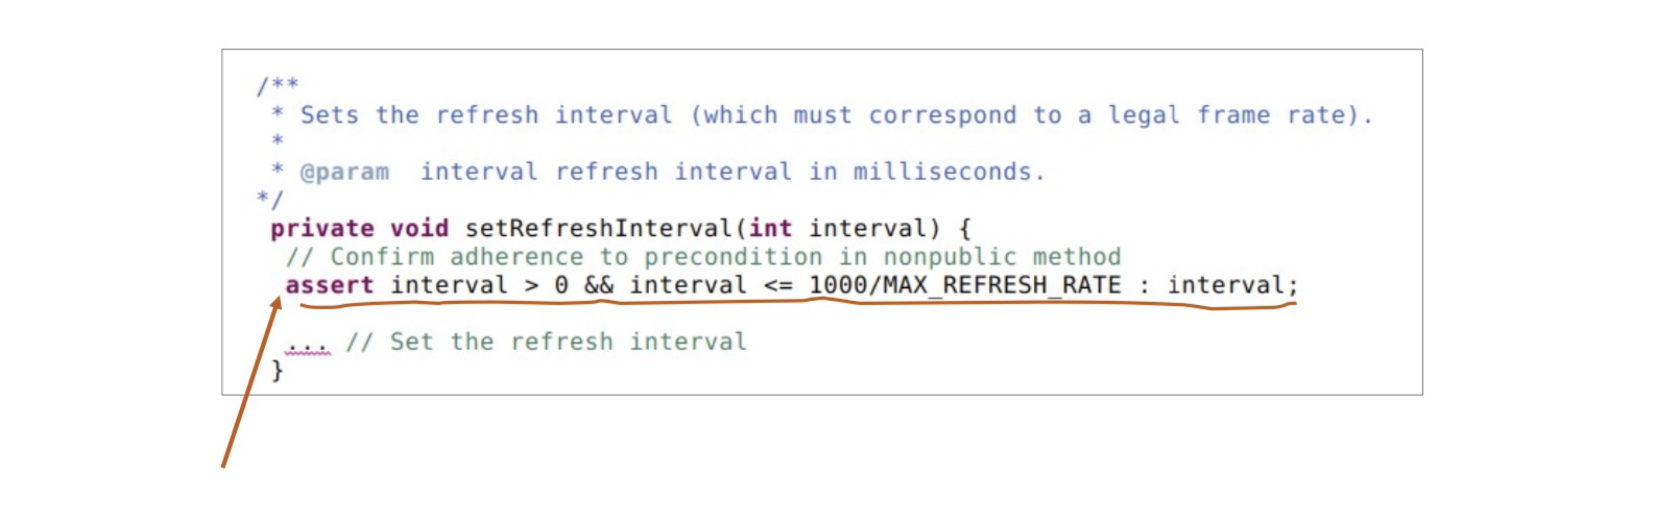 /**
* Sets the refresh interval (which must correspond to a legal frame rate).
*
* @param interval refresh interval in milliseconds.
*/
private void setRefreshInterval(int interval) {
// Confirm adherence to precondition in nonpublic method
assert interval > 0 && interval <= 1000/MAX_REFRESH_RATE : interval;
... // Set the refresh interval
}